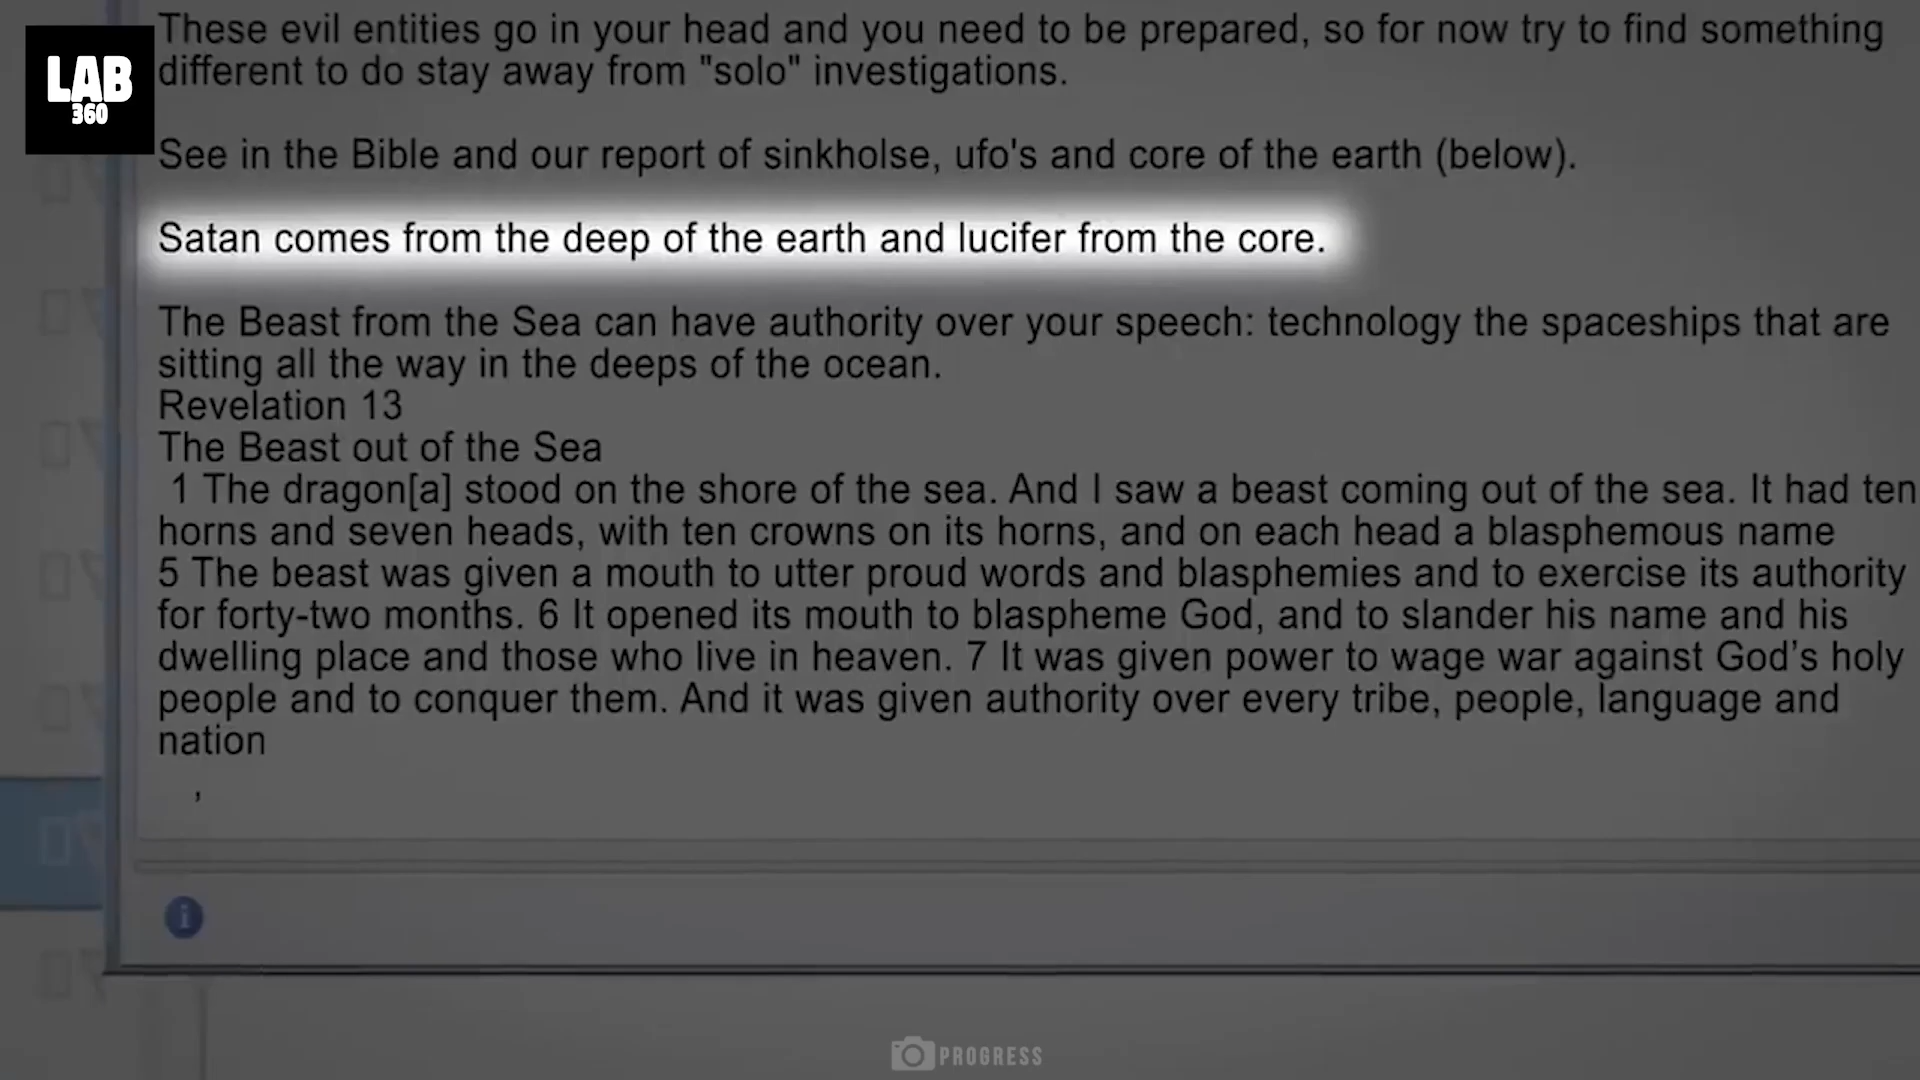 LAB
360
These evil entities go in your head and you need to be prepared, so for now try to find something
different to do stay away from "solo" investigations.
See in the Bible and our report of sinkholse, ufo's and core of the earth (below).
Satan comes from the deep of the earth and lucifer from the core.
The Beast from the Sea can have authority over your speech: technology the spaceships that are
sitting all the way in the deeps of the ocean.
Revelation 13
The Beast out of the Sea
1 The dragon[a] stood on the shore of the sea. And I saw a beast coming out of the sea. It had ten
horns and seven heads, with ten crowns on its horns, and on each head a blasphemous name
5 The beast was given a mouth to utter proud words and blasphemies and to exercise its authority
for forty-two months. 6 It opened its mouth to blaspheme God, and to slander his name and his
dwelling place and those who live in heaven. 7 It was given power to wage war against God’s holy
people and to conquer them. And it was given authority over every tribe, people, language and
nation
,
i
PROGRESS